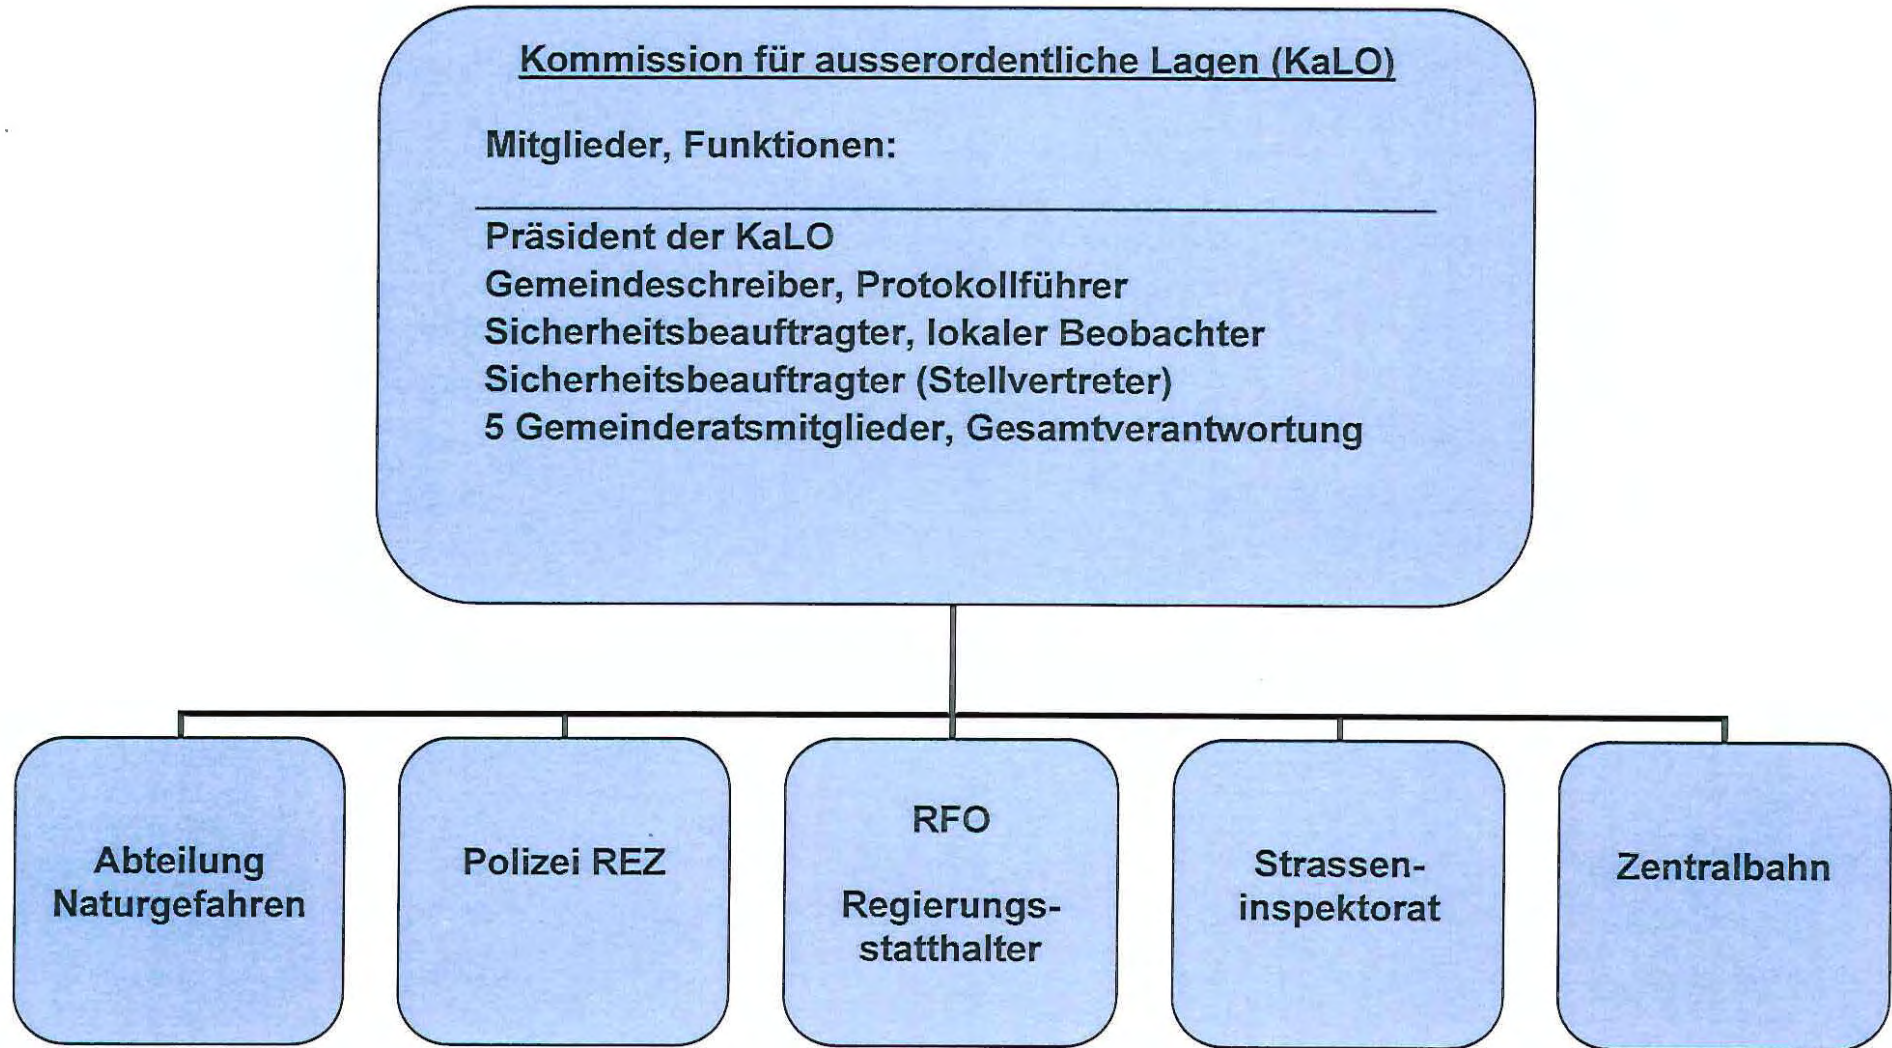 Kommission für ausserordentliche Lagen (KaLO)
Mitglieder, Funktionen:
Präsident der KaLO
Gemeindeschreiber, Protokollführer
Sicherheitsbeauftragter, lokaler Beobachter
Sicherheitsbeauftragter (Stellvertreter)
5 Gemeinderatsmitglieder, Gesamtverantwortung
Abteilung
Naturgefahren
Polizei REZ
RFO
Regierungs-
statthalter
Strassen-
inspektorat
Zentralbahn